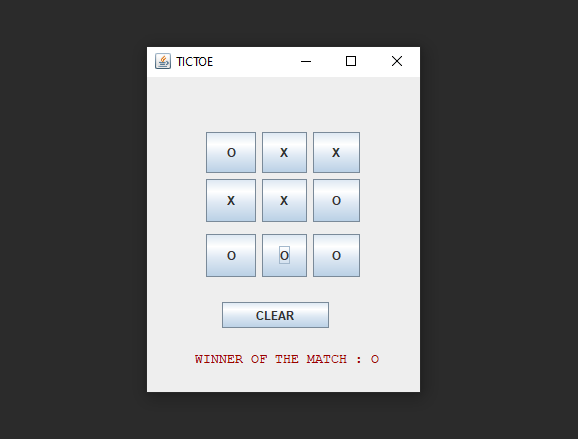 TICTOE
O X X
X X O
O O O
CLEAR
WINNER OF THE MATCH : O